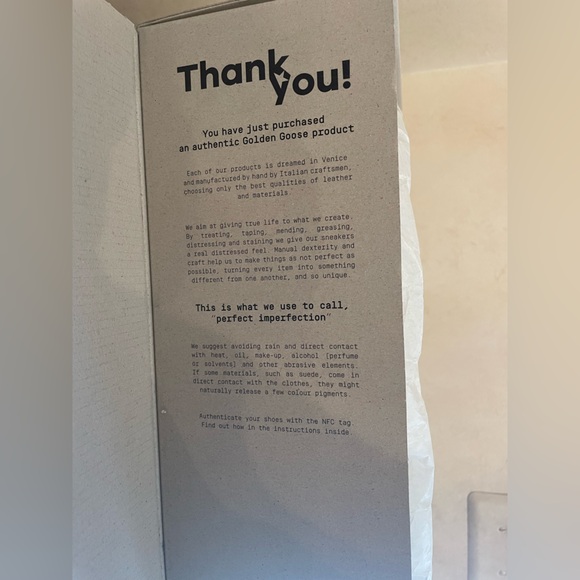 Thank
you!
You have just purchased
an authentic Golden Goose product
Each of our products is dreamed in Venice
and manufactured by hand by Italian craftsmen,
choosing only the best qualities of leather
and materials.
We aim at giving true life to what we create.
By treating, taping, mending, greasing,
distressing and staining we give our sneakers
a real distressed feel. Manual dexterity and
craft help us to make things as not perfect as
possible, turning every item into something
different from one another, and so unique.
This is what we use to call,
"perfect imperfection"
We suggest avoiding rain and direct contact
with heat, oil, make-up, alcohol (perfume
or solvents) and other abrasive elements.
If some materials, such as suede, come in
direct contact with the clothes, they might
naturally release a few colour pigments.
Authenticate your shoes with the NFC tag.
Find out how in the instructions inside.